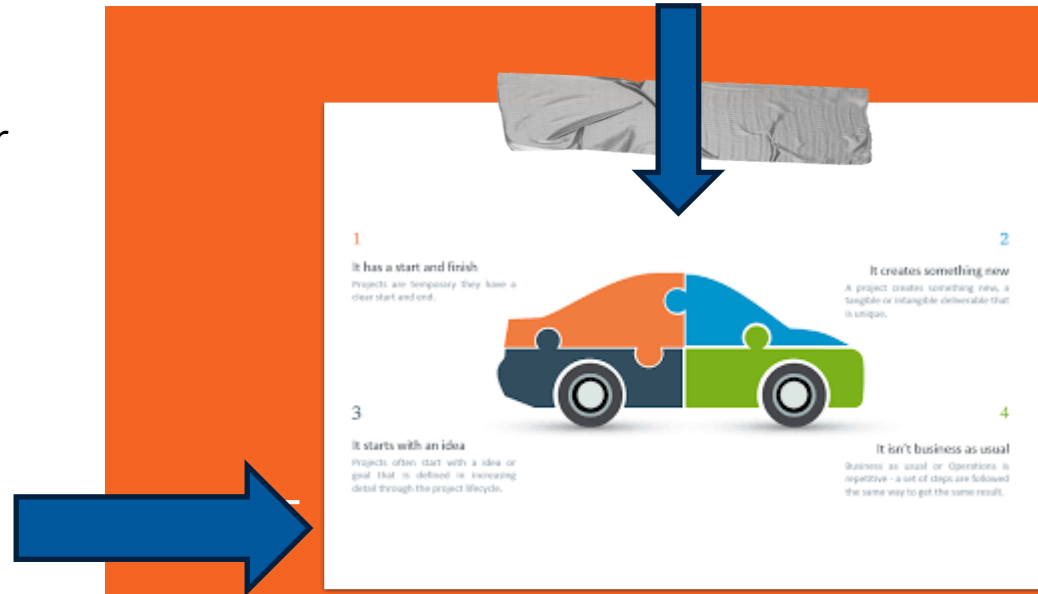 r
1
It has a start and finish
Projects are temporary they have a
clear start and end.
2
It creates something new
A project creates something new, a
tangible or intangible deliverable that
is unique.
3
It starts with an idea
Projects often start with a idea or
goal that is defined in increasing
detail through the project lifecycle.
4
It isn't business as usual
Business as usual or Operations is
repetitive - a set of steps are followed
the same way to get the same result.